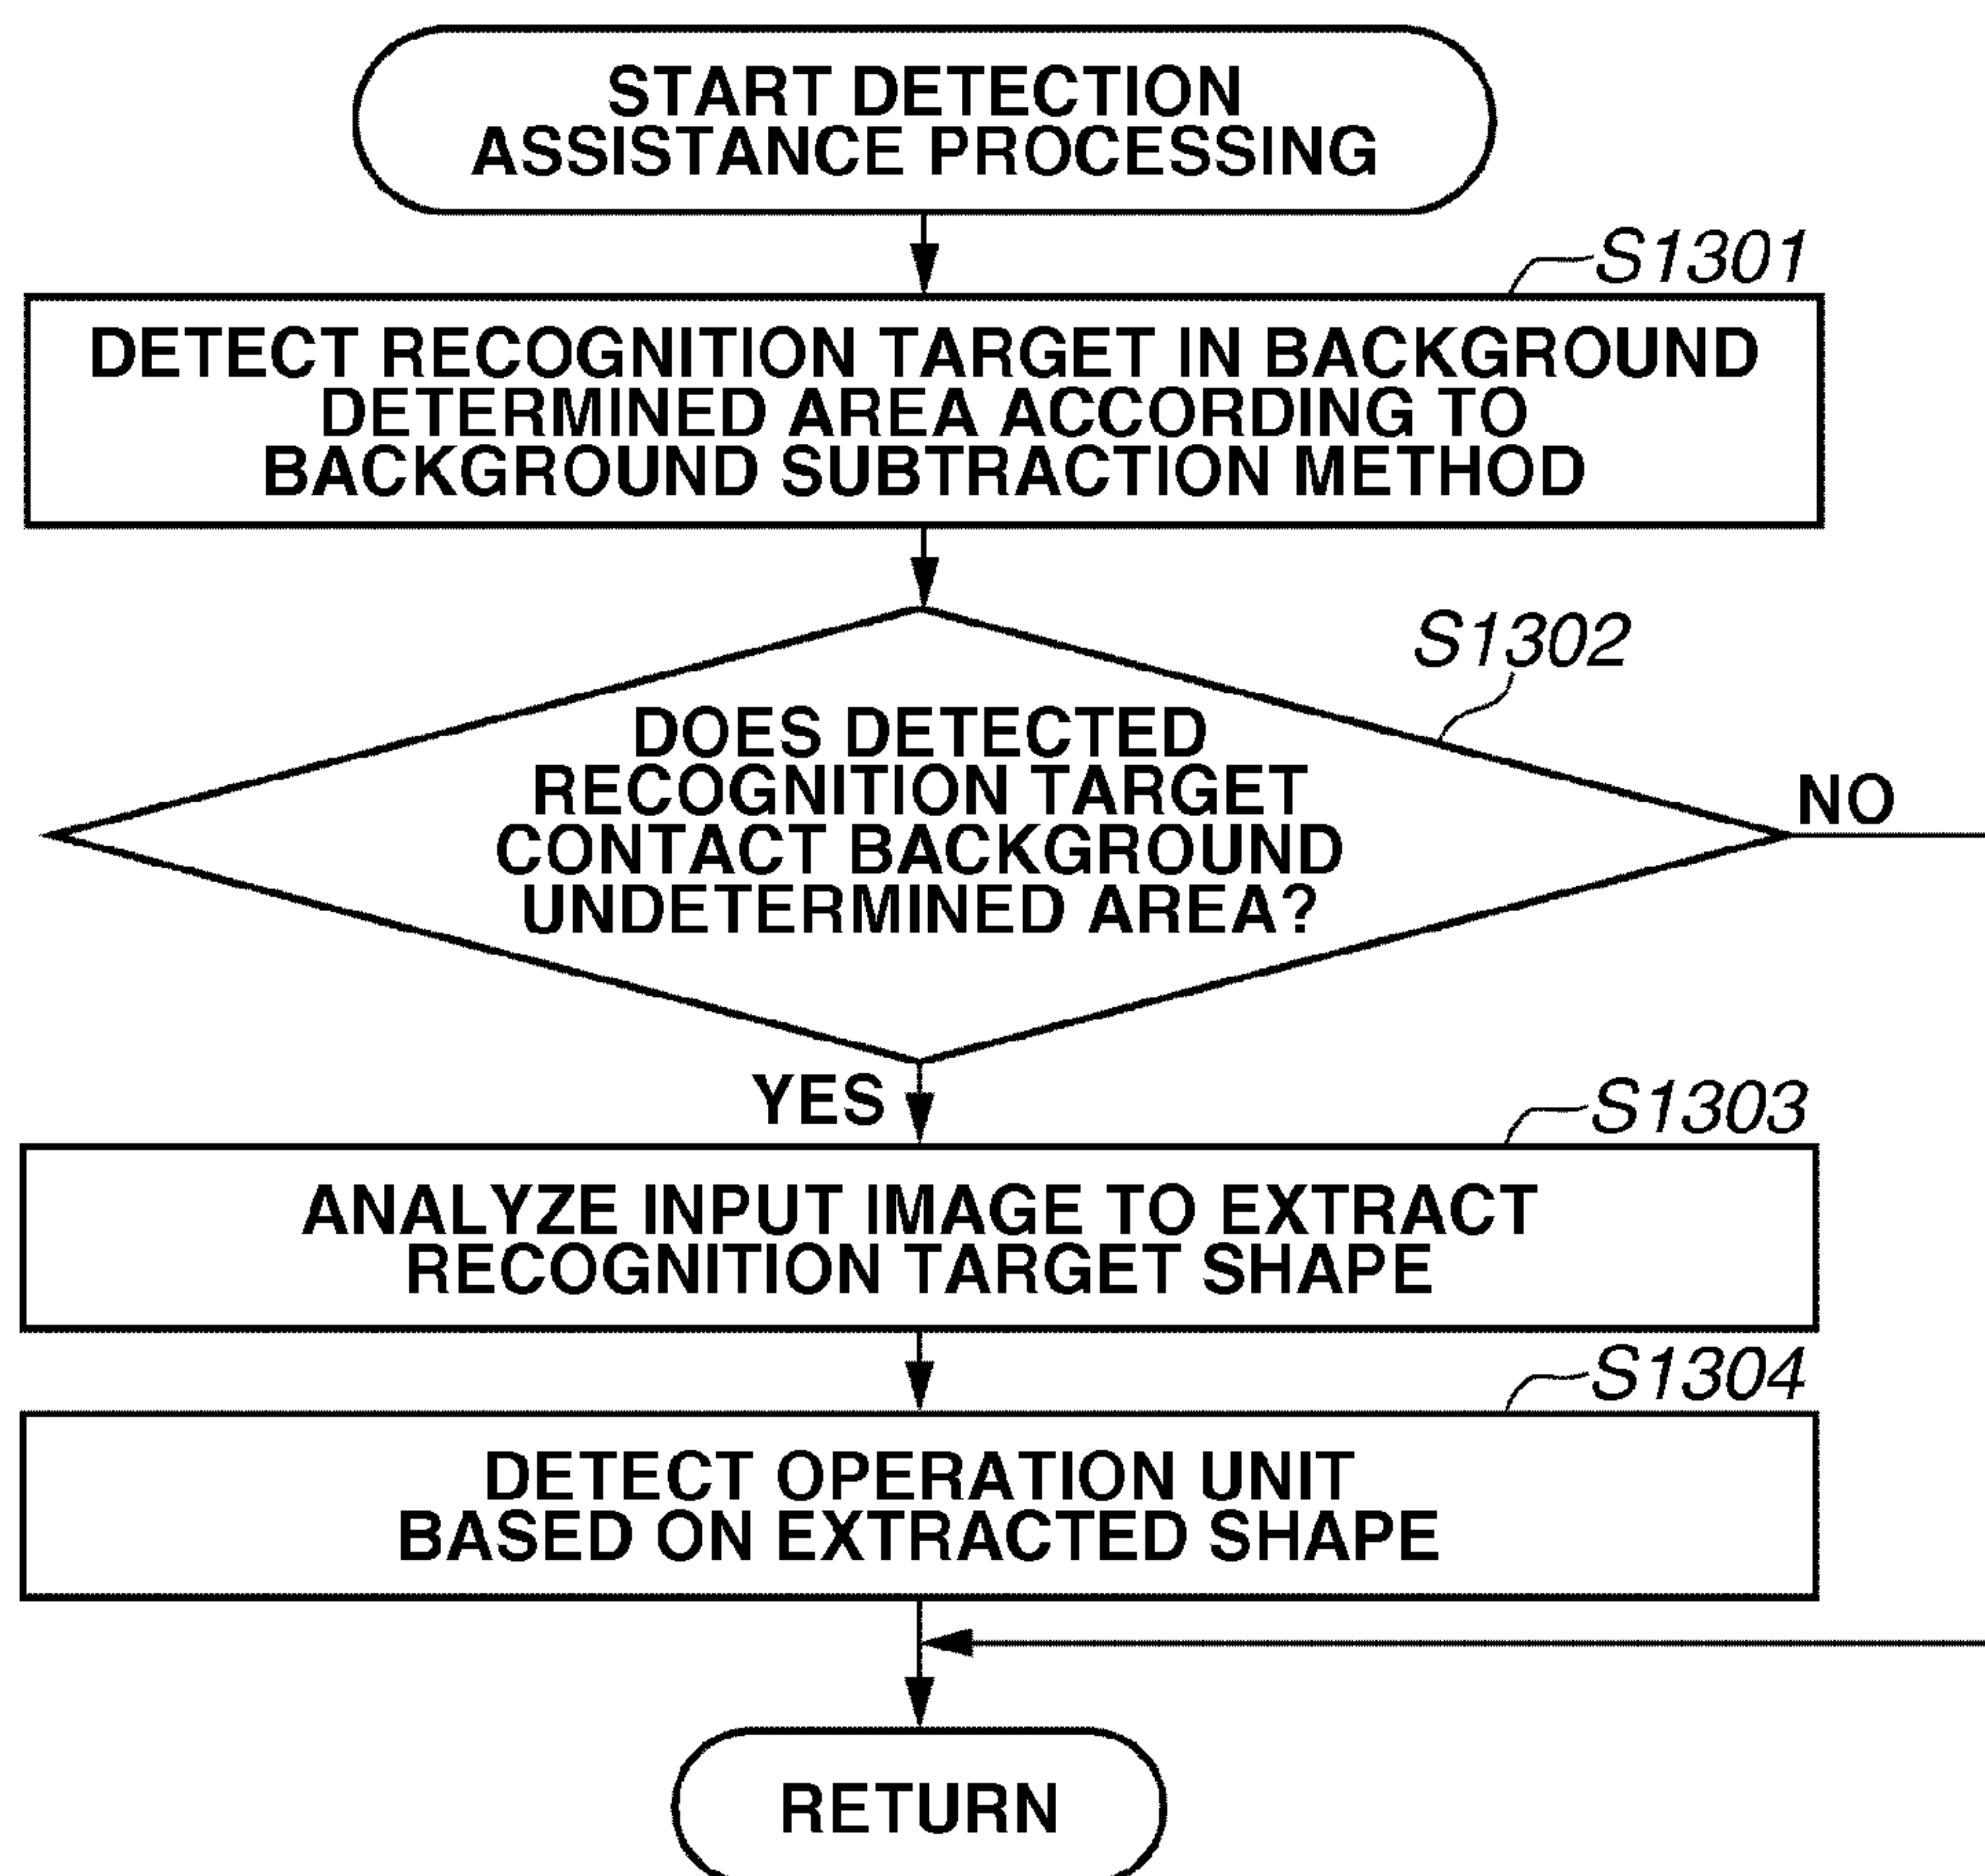 START DETECTION
ASSISTANCE PROCESSING
S1301
DETECT RECOGNITION TARGET IN BACKGROUND
DETERMINED AREA ACCORDING TO
BACKGROUND SUBTRACTION METHOD
S1302
DOES DETECTED
RECOGNITION TARGET
CONTACT BACKGROUND
UNDETERMINED AREA?
NO
YES
S1303
ANALYZE INPUT IMAGE TO EXTRACT
RECOGNITION TARGET SHAPE
S1304
DETECT OPERATION UNIT
BASED ON EXTRACTED SHAPE
RETURN